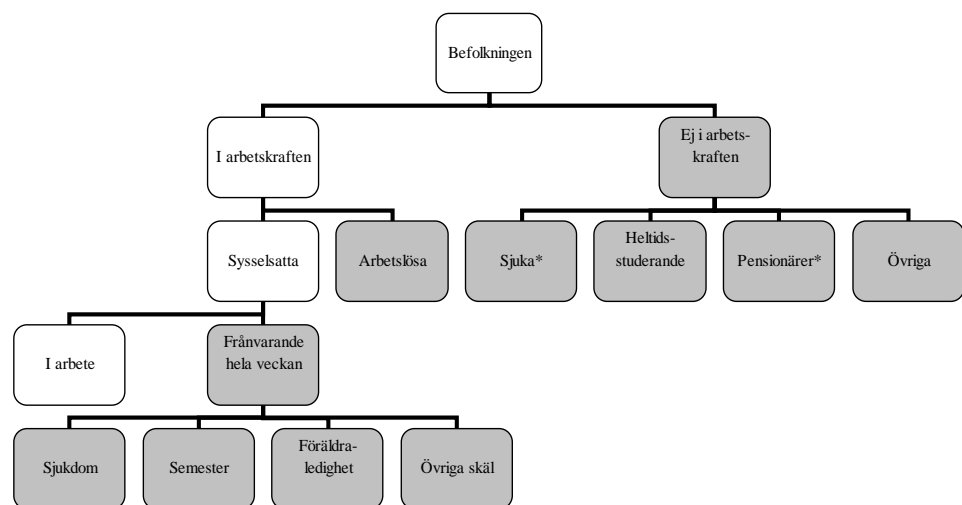 Befolkningen
I arbetskraften
Ej i arbets-
kraften
Sysselsatta
Arbetslösa
Sjuka*
Heltids-
studerande
Pensionärer*
Övriga
I arbete
Frånvarande
hela veckan
Sjukdom
Semester
Föräldra-
ledighet
Övriga skäl